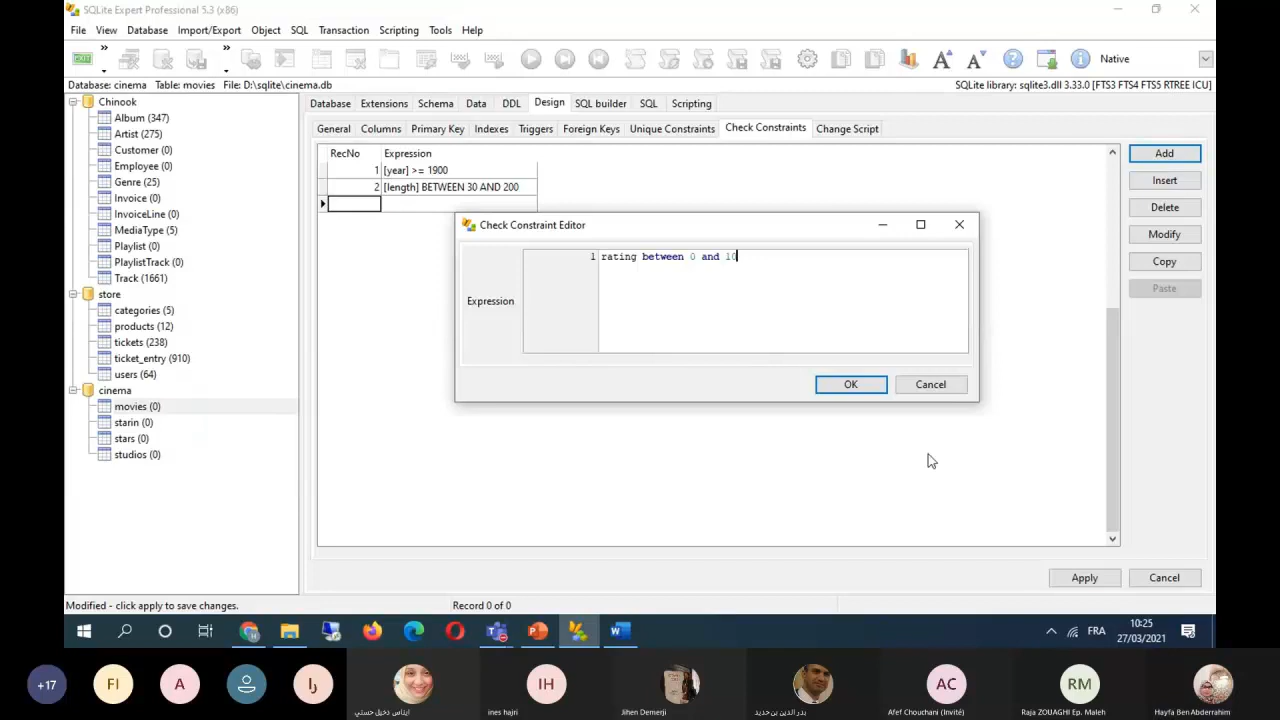 SQLite Expert Professional 5.3 (x86)
File View Database Import/Export Object SQL Transaction Scripting Tools Help
Native
Database: cinema Table: movies File: D:\sqlite\cinema.db
SQLite library: sqlite3.dll 3.33.0 [FTS3 FTS4 FTS5 RTREE ICU]
Chinook
Album (347)
Artist (275)
Customer (0)
Employee (0)
Genre (25)
Invoice (0)
InvoiceLine (0)
MediaType (5)
Playlist (0)
PlaylistTrack (0)
Track (1661)
store
categories (5)
products (12)
tickets (238)
ticket_entry (910)
users (64)
cinema
movies (0)
starin (0)
stars (0)
studios (0)
Database Extensions Schema Data DDL Design SQL builder SQL Scripting
General Columns Primary Key Indexes Triggers Foreign Keys Unique Constraints Check Constraints Change Script
RecNo Expression
1 [year] >= 1900
2 [length] BETWEEN 30 AND 200
Add
Insert
Delete
Modify
Copy
Paste
Check Constraint Editor
Expression
1 rating between 0 and 10
OK Cancel
Apply Cancel
Modified - click apply to save changes.
Record 0 of 0
FRA
10:25
27/03/2021
+17
FI
A
را
ايناس دخيل حسني
IH
ines hajri
Jihen Demerji
بدر الدين بن حديد
AC
Afef Chouchani (Invité)
RM
Raja ZOUAGHI Ep. Maleh
Hayfa Ben Abderrahim